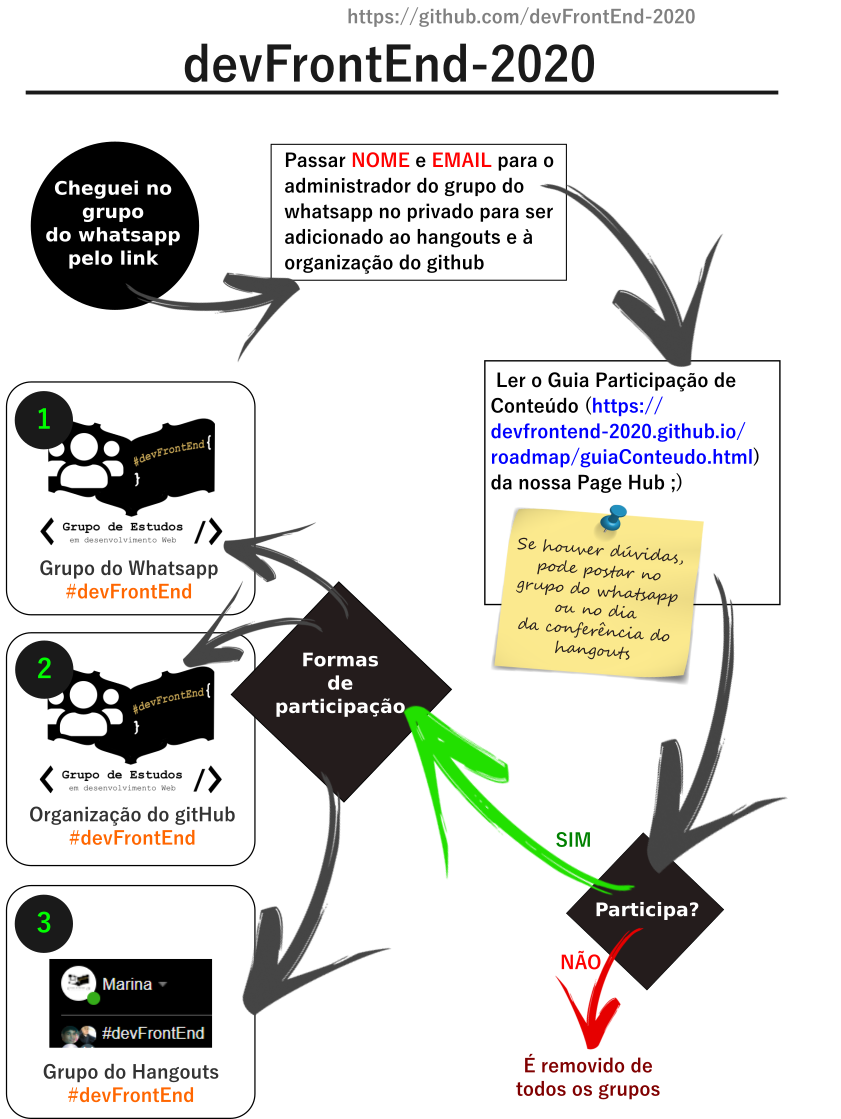 https://github.com/devFrontEnd-2020
devFrontEnd-2020
Cheguei no
grupo
do whatsapp
pelo link
Passar NOME e EMAIL para o
administrador do grupo do
whatsapp no privado para ser
adicionado ao hangouts e à
organização do github
Ler o Guia Participação de
Conteúdo (https://
devfrontend-2020.github.io/
roadmap/guiaConteudo.html)
da nossa Page Hub ;)
Se houver dúvidas,
pode postar no
grupo do whatsapp
ou no dia
da conferência do
hangouts
Participa?
SIM
NÃO
É removido de
todos os grupos
Formas
de
participação
1
#devFrontEnd{
}
< Grupo de Estudos />
em desenvolvimento Web
Grupo do Whatsapp
#devFrontEnd
2
#devFrontEnd{
}
< Grupo de Estudos />
em desenvolvimento Web
Organização do gitHub
#devFrontEnd
3
Marina
#devFrontEnd
Grupo do Hangouts
#devFrontEnd